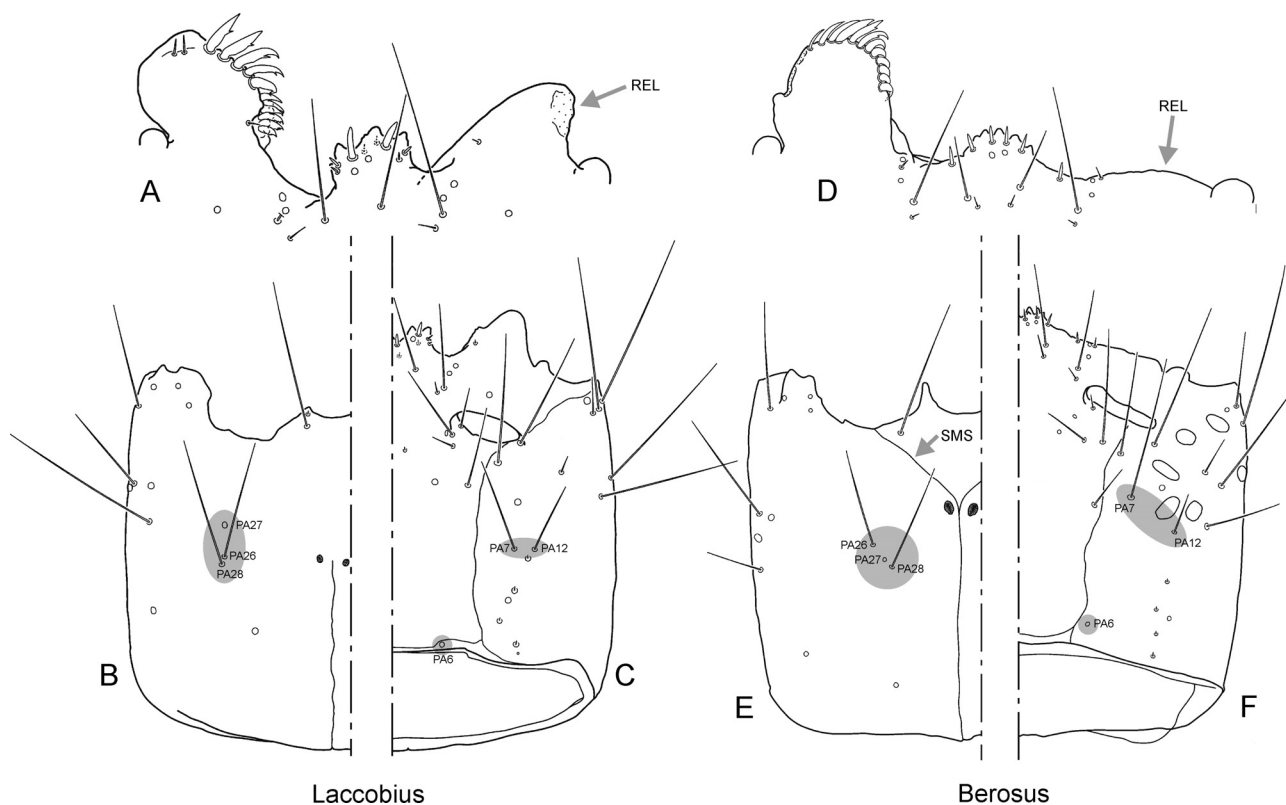 REL
A
REL
D
PA27
PA26
PA28
PA7
PA12
PA6
B
C
SMS
PA26
PA27
PA28
PA7
PA12
PA6
E
F
Laccobius
Berosus